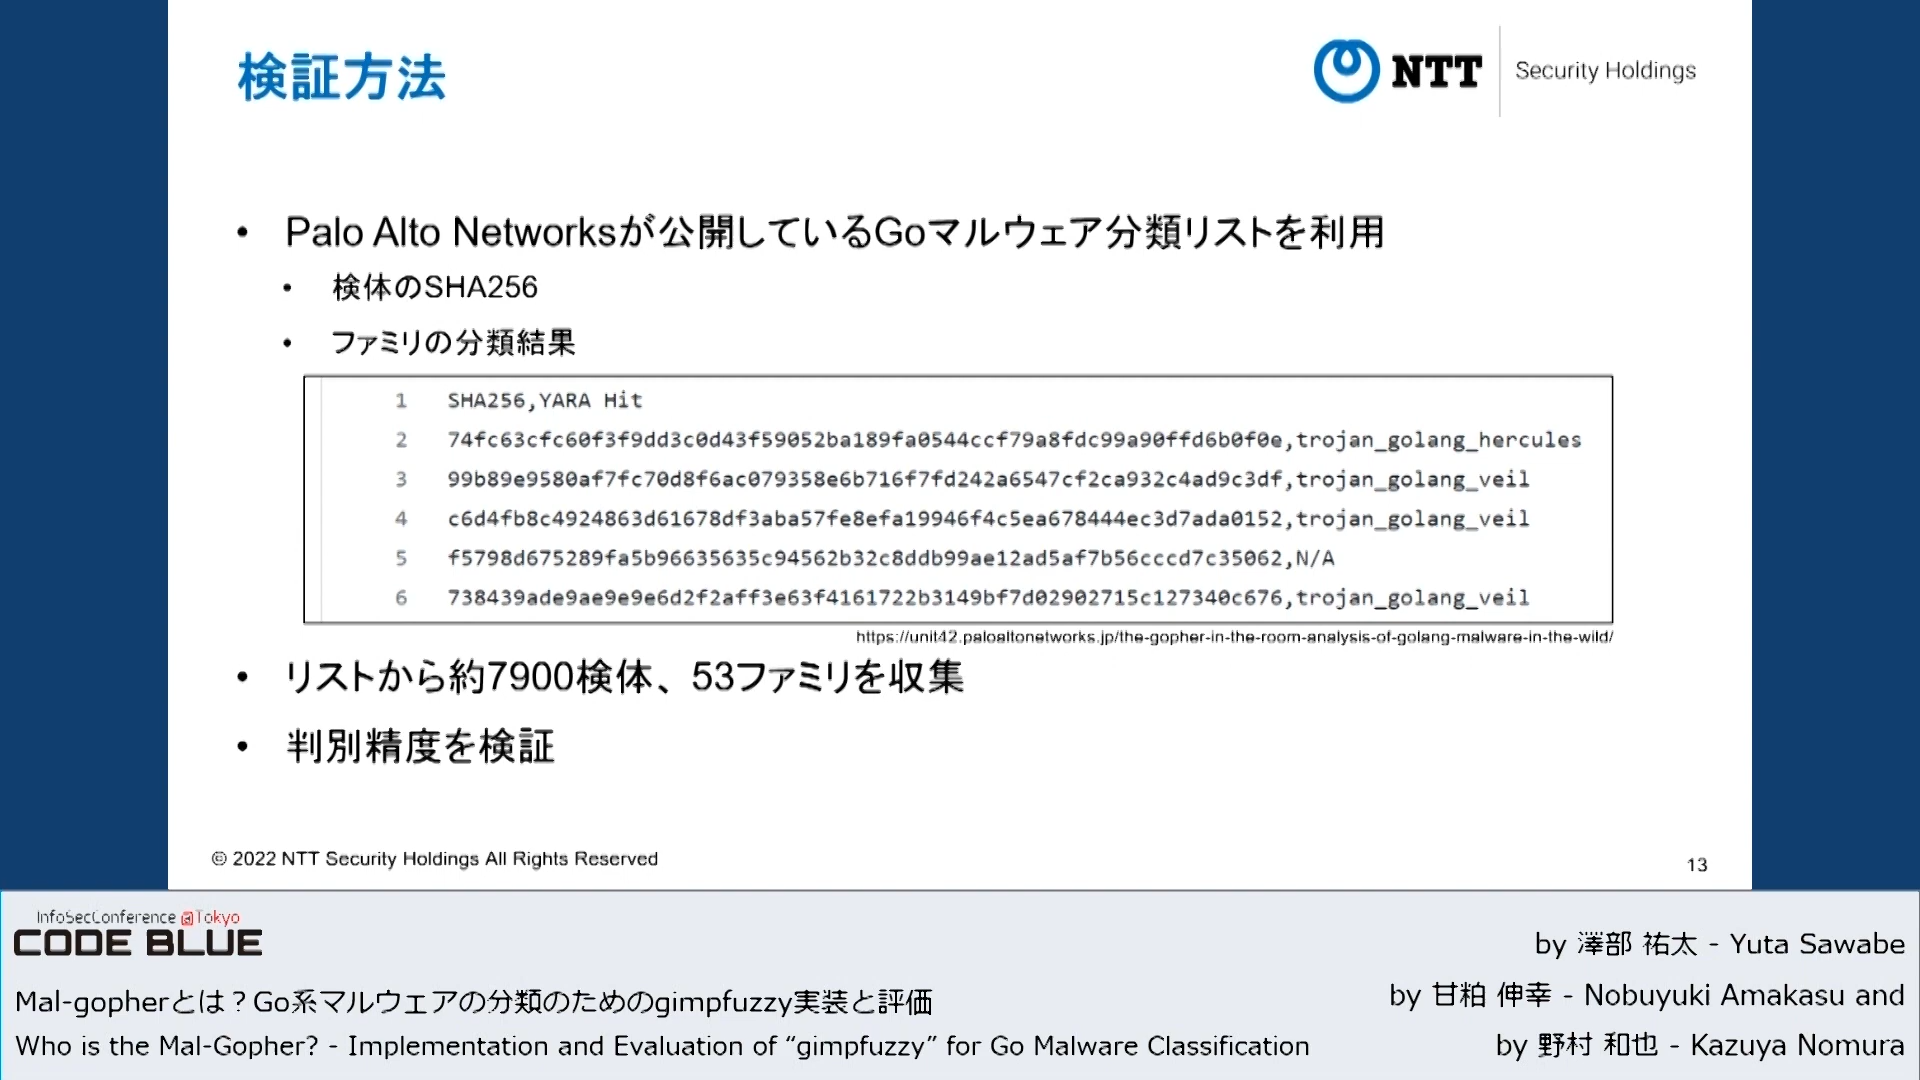 検証方法
NTT Security Holdings
• Palo Alto Networksが公開しているGoマルウェア分類リストを利用
• 検体のSHA256
• ファミリの分類結果
1 SHA256,YARA Hit
2 74fc63cfc60f3f9dd3c0d43f59052ba189fa0544ccf79a8fdc99a90ffd6b0f0e,trojan_golang_hercules
3 99b89e9580af7fc70d8f6ac079358e6b716f7fd242a6547cf2ca932c4ad9c3df,trojan_golang_veil
4 c6d4fb8c4924863d61678df3aba57fe8efa19946f4c5ea678444ec3d7ada0152,trojan_golang_veil
5 f5798d675289fa5b96635635c94562b32c8ddb99ae12ad5af7b56cccd7c35062,N/A
6 738439ade9ae9e9e6d2f2aff3e63f4161722b3149bf7d02902715c127340c676,trojan_golang_veil
https://unit42.paloaltonetworks.jp/the-gopher-in-the-room-analysis-of-golang-malware-in-the-wild/
• リストから約7900検体、53ファミリを収集
• 判別精度を検証
© 2022 NTT Security Holdings All Rights Reserved
13
InfoSecConference @Tokyo
CODE BLUE
Mal-gopherとは？Go系マルウェアの分類のためのgimpfuzzy実装と評価
Who is the Mal-Gopher? - Implementation and Evaluation of “gimpfuzzy” for Go Malware Classification
by 澤部 祐太 - Yuta Sawabe
by 甘粕 伸幸 - Nobuyuki Amakasu and
by 野村 和也 - Kazuya Nomura